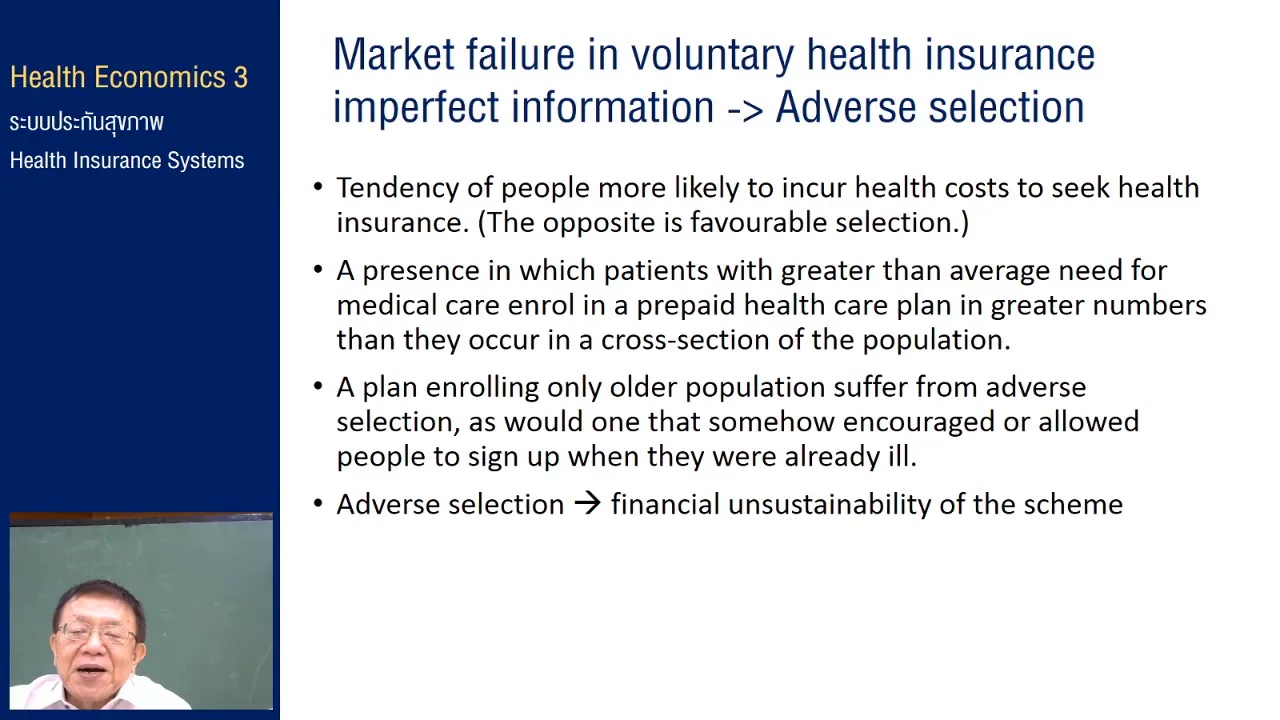 Health Economics 3
ระบบประกันสุขภาพ
Health Insurance Systems
Market failure in voluntary health insurance
imperfect information -> Adverse selection
• Tendency of people more likely to incur health costs to seek health
insurance. (The opposite is favourable selection.)
• A presence in which patients with greater than average need for
medical care enrol in a prepaid health care plan in greater numbers
than they occur in a cross-section of the population.
• A plan enrolling only older population suffer from adverse
selection, as would one that somehow encouraged or allowed
people to sign up when they were already ill.
• Adverse selection → financial unsustainability of the scheme